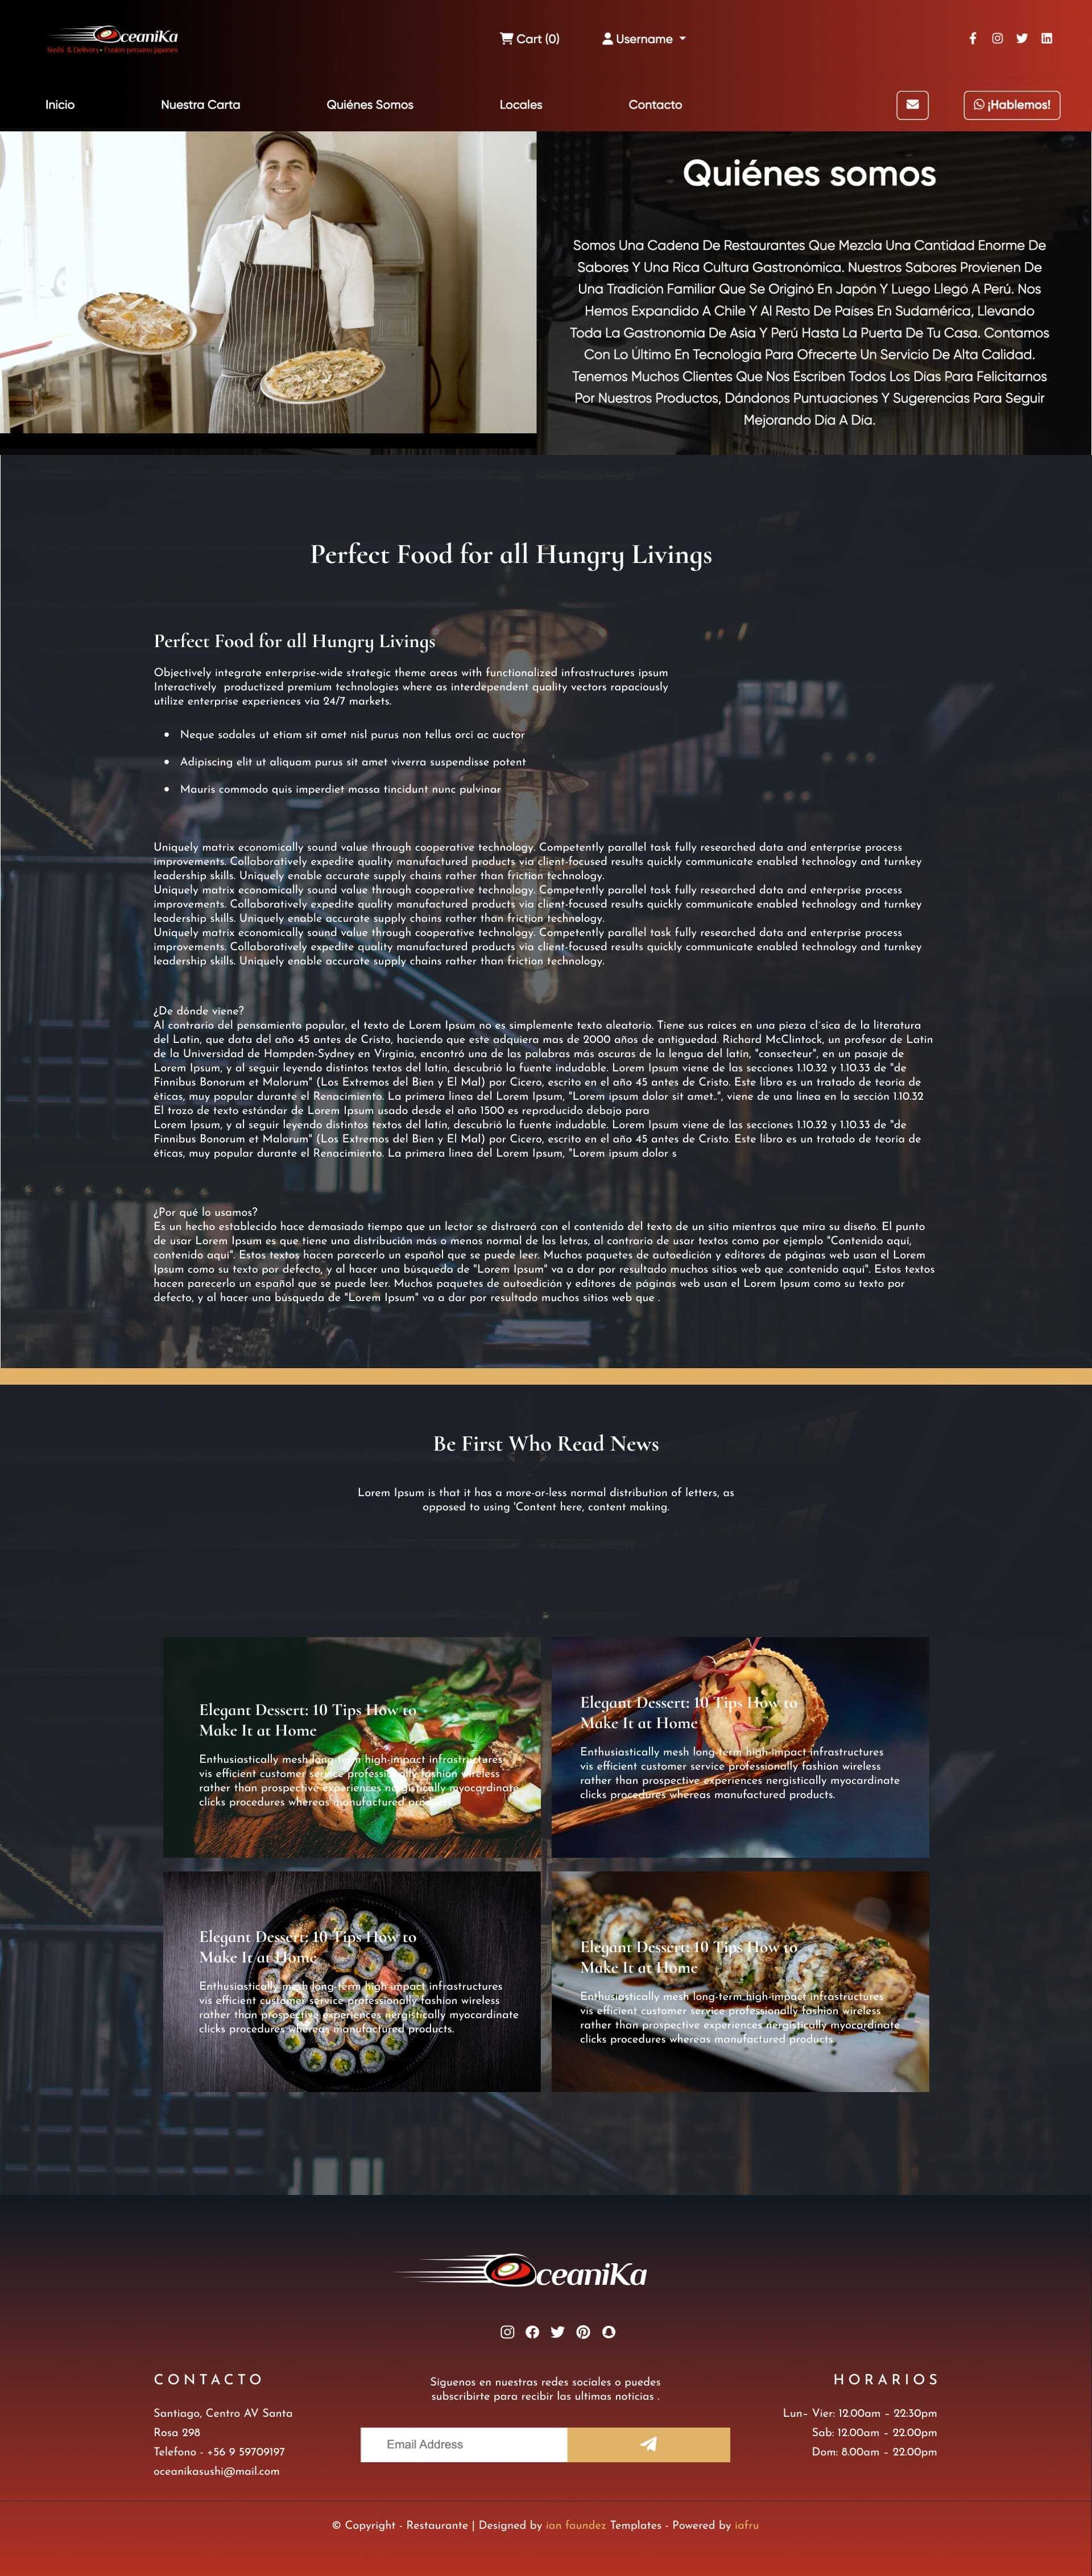 OceaniKa
Sushi & Delivery • Fusión peruano japones
Cart (0)
Username
Inicio
Nuestra Carta
Quiénes Somos
Locales
Contacto
¡Hablemos!
Quiénes somos
Somos Una Cadena De Restaurantes Que Mezcla Una Cantidad Enorme De
Sabores Y Una Rica Cultura Gastronómica. Nuestros Sabores Provienen De
Una Tradición Familiar Que Se Originó En Japón Y Luego Llegó A Perú. Nos
Hemos Expandido A Chile Y Al Resto De Países En Sudamérica, Llevando
Toda La Gastronomía De Asia Y Perú Hasta La Puerta De Tu Casa. Contamos
Con Lo Último En Tecnología Para Ofrecerte Un Servicio De Alta Calidad.
Tenemos Muchos Clientes Que Nos Escriben Todos Los Días Para Felicitarnos
Por Nuestros Productos, Dándonos Puntuaciones Y Sugerencias Para Seguir
Mejorando Día A Día.
Perfect Food for all Hungry Livings
Perfect Food for all Hungry Livings
Objectively integrate enterprise-wide strategic theme areas with functionalized infrastructures ipsum
Interactively productized premium technologies where as interdependent quality vectors rapaciously
utilize enterprise experiences via 24/7 markets.
• Neque sodales ut etiam sit amet nisl purus non tellus orci ac auctor
• Adipiscing elit ut aliquam purus sit amet viverra suspendisse potent
• Mauris commodo quis imperdiet massa tincidunt nunc pulvinar
Uniquely matrix economically sound value through cooperative technology. Competently parallel task fully researched data and enterprise process
improvements. Collaboratively expedite quality manufactured products via client-focused results quickly communicate enabled technology and turnkey
leadership skills. Uniquely enable accurate supply chains rather than friction technology.
Uniquely matrix economically sound value through cooperative technology. Competently parallel task fully researched data and enterprise process
improvements. Collaboratively expedite quality manufactured products via client-focused results quickly communicate enabled technology and turnkey
leadership skills. Uniquely enable accurate supply chains rather than friction technology.
Uniquely matrix economically sound value through cooperative technology. Competently parallel task fully researched data and enterprise process
improvements. Collaboratively expedite quality manufactured products via client-focused results quickly communicate enabled technology and turnkey
leadership skills. Uniquely enable accurate supply chains rather than friction technology.
¿De dónde viene?
Al contrario del pensamiento popular, el texto de Lorem Ipsum no es simplemente texto aleatorio. Tiene sus raices en una pieza cl´sica de la literatura
del Latin, que data del año 45 antes de Cristo, haciendo que este adquiera mas de 2000 años de antiguedad. Richard McClintock, un profesor de Latin
de la Universidad de Hampden-Sydney en Virginia, encontró una de las palabras más oscuras de la lengua del latín, "consecteur", en un pasaje de
Lorem Ipsum, y al seguir leyendo distintos textos del latín, descubrió la fuente indudable. Lorem Ipsum viene de las secciones 1.10.32 y 1.10.33 de "de
Finnibus Bonorum et Malorum" (Los Extremos del Bien y El Mal) por Cicero, escrito en el año 45 antes de Cristo. Este libro es un tratado de teoría de
éticas, muy popular durante el Renacimiento. La primera linea del Lorem Ipsum, "Lorem ipsum dolor sit amet..", viene de una linea en la sección 1.10.32
El trozo de texto estándar de Lorem Ipsum usado desde el año 1500 es reproducido debajo para
Lorem Ipsum, y al seguir leyendo distintos textos del latín, descubrió la fuente indudable. Lorem Ipsum viene de las secciones 1.10.32 y 1.10.33 de "de
Finnibus Bonorum et Malorum" (Los Extremos del Bien y El Mal) por Cicero, escrito en el año 45 antes de Cristo. Este libro es un tratado de teoría de
éticas, muy popular durante el Renacimiento. La primera linea del Lorem Ipsum, "Lorem ipsum dolor s
¿Por qué lo usamos?
Es un hecho establecido hace demasiado tiempo que un lector se distraerá con el contenido del texto de un sitio mientras que mira su diseño. El punto
de usar Lorem Ipsum es que tiene una distribución más o menos normal de las letras, al contrario de usar textos como por ejemplo "Contenido aquí,
contenido aquí". Estos textos hacen parecerlo un español que se puede leer. Muchos paquetes de autoedición y editores de páginas web usan el Lorem
Ipsum como su texto por defecto, y al hacer una búsqueda de "Lorem Ipsum" va a dar por resultado muchos sitios web que .contenido aquí". Estos textos
hacen parecerlo un español que se puede leer. Muchos paquetes de autoedición y editores de páginas web usan el Lorem Ipsum como su texto por
defecto, y al hacer una búsqueda de "Lorem Ipsum" va a dar por resultado muchos sitios web que .
Be First Who Read News
Lorem Ipsum is that it has a more-or-less normal distribution of letters, as
opposed to using 'Content here, content making.
Elegant Dessert: 10 Tips How to
Make It at Home
Enthusiastically mesh long-term high-impact infrastructures
vis efficient customer service professionally fashion wireless
rather than prospective experiences nergistically myocardinate
clicks procedures whereas manufactured products.
Elegant Dessert: 10 Tips How to
Make It at Home
Enthusiastically mesh long-term high-impact infrastructures
vis efficient customer service professionally fashion wireless
rather than prospective experiences nergistically myocardinate
clicks procedures whereas manufactured products.
Elegant Dessert: 10 Tips How to
Make It at Home
Enthusiastically mesh long-term high-impact infrastructures
vis efficient customer service professionally fashion wireless
rather than prospective experiences nergistically myocardinate
clicks procedures whereas manufactured products.
Elegant Dessert: 10 Tips How to
Make It at Home
Enthusiastically mesh long-term high-impact infrastructures
vis efficient customer service professionally fashion wireless
rather than prospective experiences nergistically myocardinate
clicks procedures whereas manufactured products.
OceaniKa
CONTACTO
Santiago, Centro AV Santa
Rosa 298
Telefono - +56 9 59709197
oceanikasushi@mail.com
Síguenos en nuestras redes sociales o puedes
subscribirte para recibir las ultimas noticias .
Email Address
HORARIOS
Lun– Vier: 12.00am – 22:30pm
Sab: 12.00am – 22.00pm
Dom: 8.00am – 22.00pm
© Copyright - Restaurante | Designed by ian faundez Templates - Powered by iafru